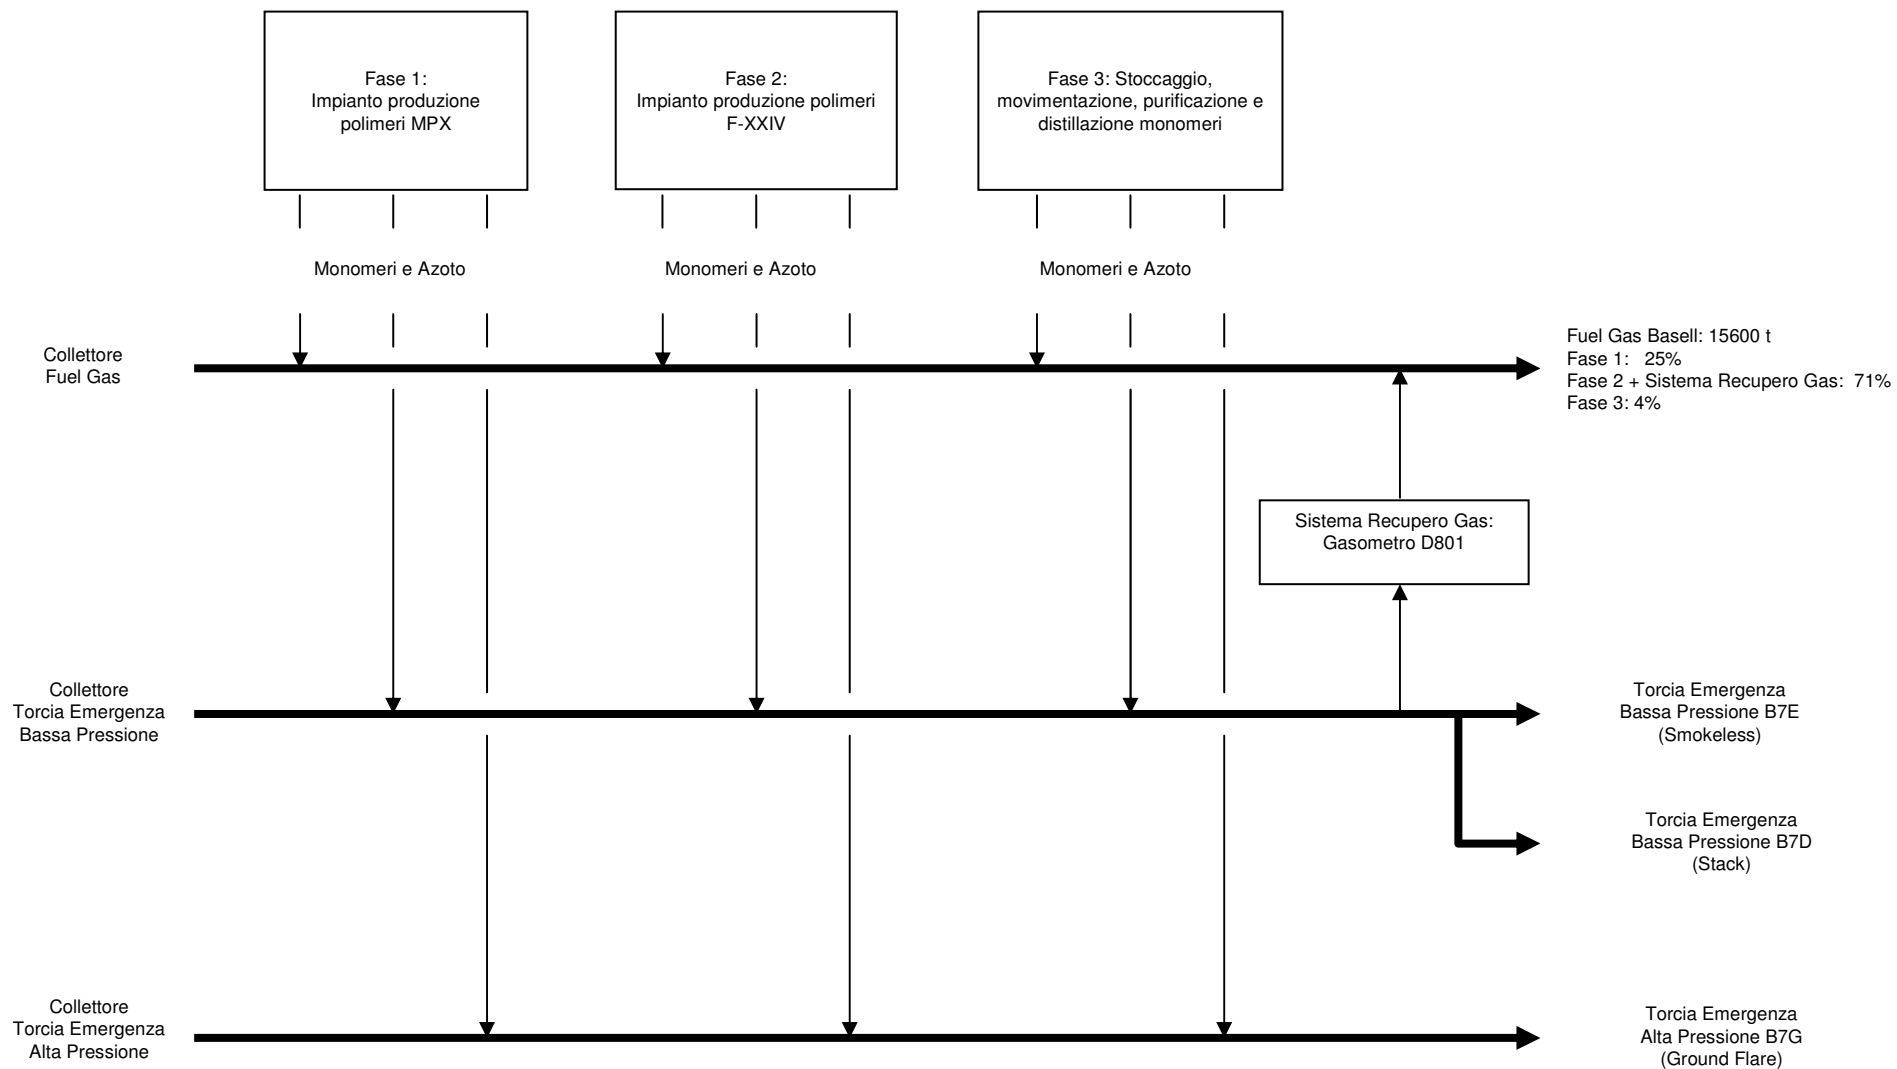 Fase 1:
Impianto produzione
polimeri MPX
Fase 2:
Impianto produzione polimeri
F-XXIV
Fase 3: Stoccaggio,
movimentazione, purificazione e
distillazione monomeri
Monomeri e Azoto
Monomeri e Azoto
Monomeri e Azoto
Collettore
Fuel Gas
Fuel Gas Basell: 15600 t
Fase 1: 25%
Fase 2 + Sistema Recupero Gas: 71%
Fase 3: 4%
Sistema Recupero Gas:
Gasometro D801
Collettore
Torcia Emergenza
Bassa Pressione
Torcia Emergenza
Bassa Pressione B7E
(Smokeless)
Torcia Emergenza
Bassa Pressione B7D
(Stack)
Collettore
Torcia Emergenza
Alta Pressione
Torcia Emergenza
Alta Pressione B7G
(Ground Flare)